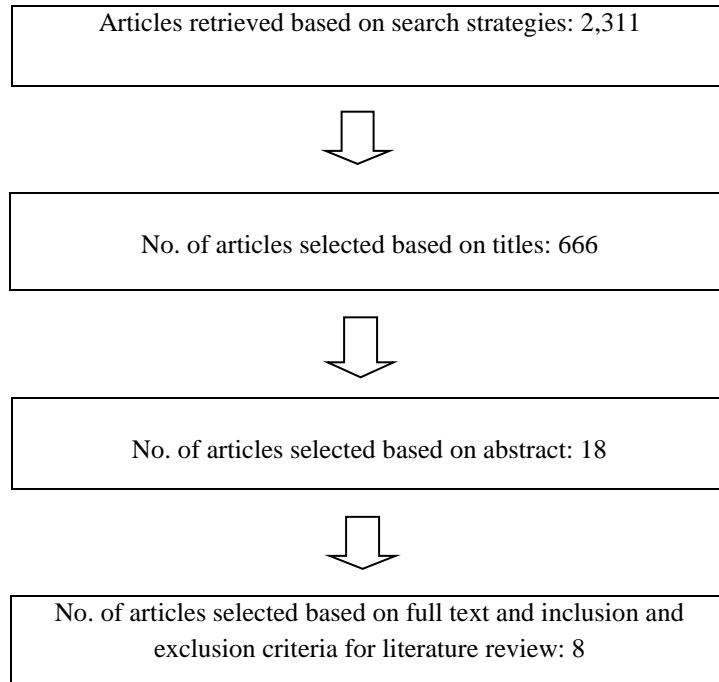 Articles retrieved based on search strategies: 2,311
No. of articles selected based on titles: 666
No. of articles selected based on abstract: 18
No. of articles selected based on full text and inclusion and
exclusion criteria for literature review: 8